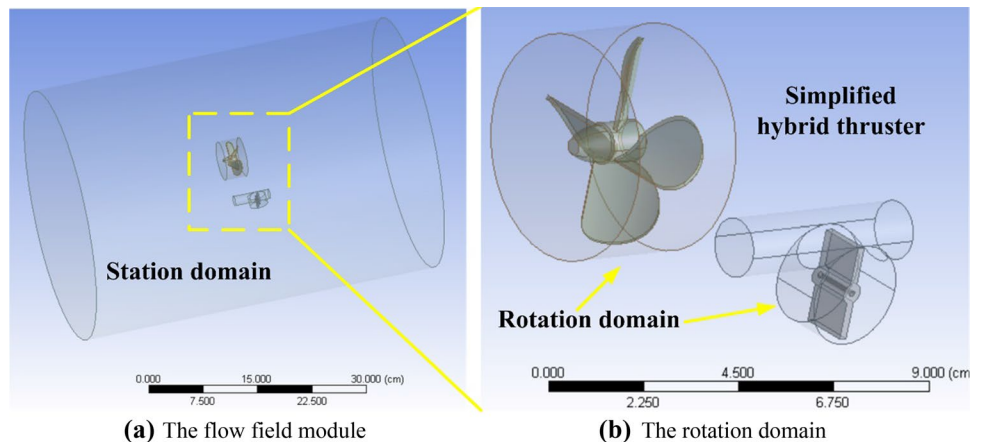 Station domain
0.000 15.000 30.000 (cm)
7.500 22.500
(a) The flow field module
Simplified
hybrid thruster
Rotation domain
0.000 4.500 9.000 (cm)
2.250 6.750
(b) The rotation domain